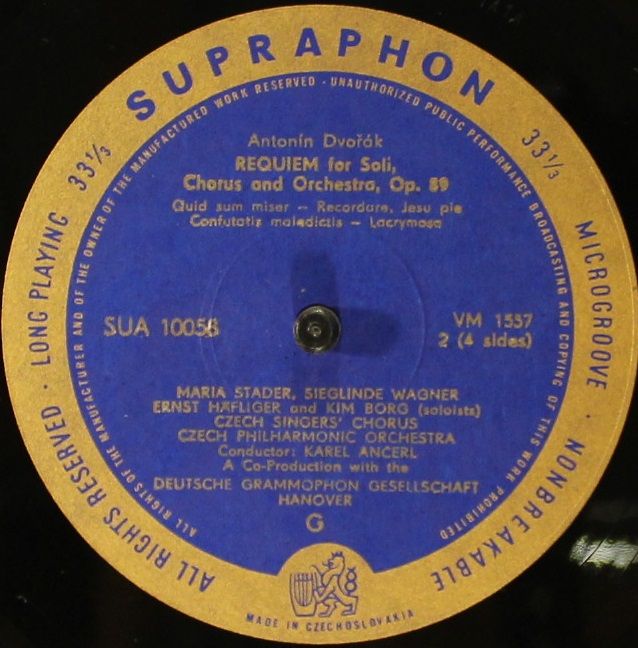 SUPRAPHON
33⅓
33⅓
LONG PLAYING · ALL RIGHTS RESERVED
MICROGROOVE · NONBREAKABLE
ALL RIGHTS OF THE MANUFACTURER AND OF THE OWNER OF THE MANUFACTURED WORK RESERVED · UNAUTHORIZED PUBLIC PERFORMANCE BROADCASTING AND COPYING OF THIS WORK PROHIBITED
Antonín Dvořák
REQUIEM for Soli,
Chorus and Orchestra, Op. 89
Quid sum miser – Recordare, Jesu pie
Confutatis maledictis – Lacrymosa
SUA 10058
VM 1557
2 (4 sides)
MARIA STADER, SIEGLINDE WAGNER
ERNST HÄFLIGER and KIM BORG (soloists)
CZECH SINGERS' CHORUS
CZECH PHILHARMONIC ORCHESTRA
Conductor: KAREL ANCERL
A Co-Production with the
DEUTSCHE GRAMMOPHON GESELLSCHAFT
HANOVER
G
MADE IN CZECHOSLOVAKIA